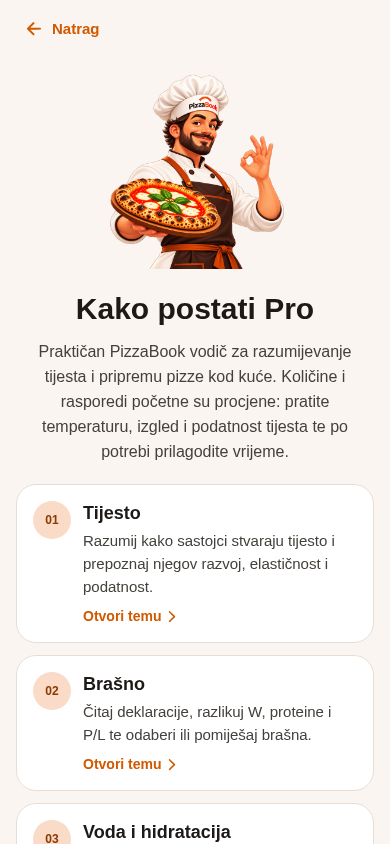 Natrag
PizzaBook
Kako postati Pro
Praktičan PizzaBook vodič za razumijevanje
tijesta i pripremu pizze kod kuće. Količine i
rasporedi početne su procjene: pratite
temperaturu, izgled i podatnost tijesta te po
potrebi prilagodite vrijeme.
01
Tijesto
Razumij kako sastojci stvaraju tijesto i
prepoznaj njegov razvoj, elastičnost i
podatnost.
Otvori temu
02
Brašno
Čitaj deklaracije, razlikuj W, proteine i
P/L te odaberi ili pomiješaj brašna.
Otvori temu
03
Voda i hidratacija